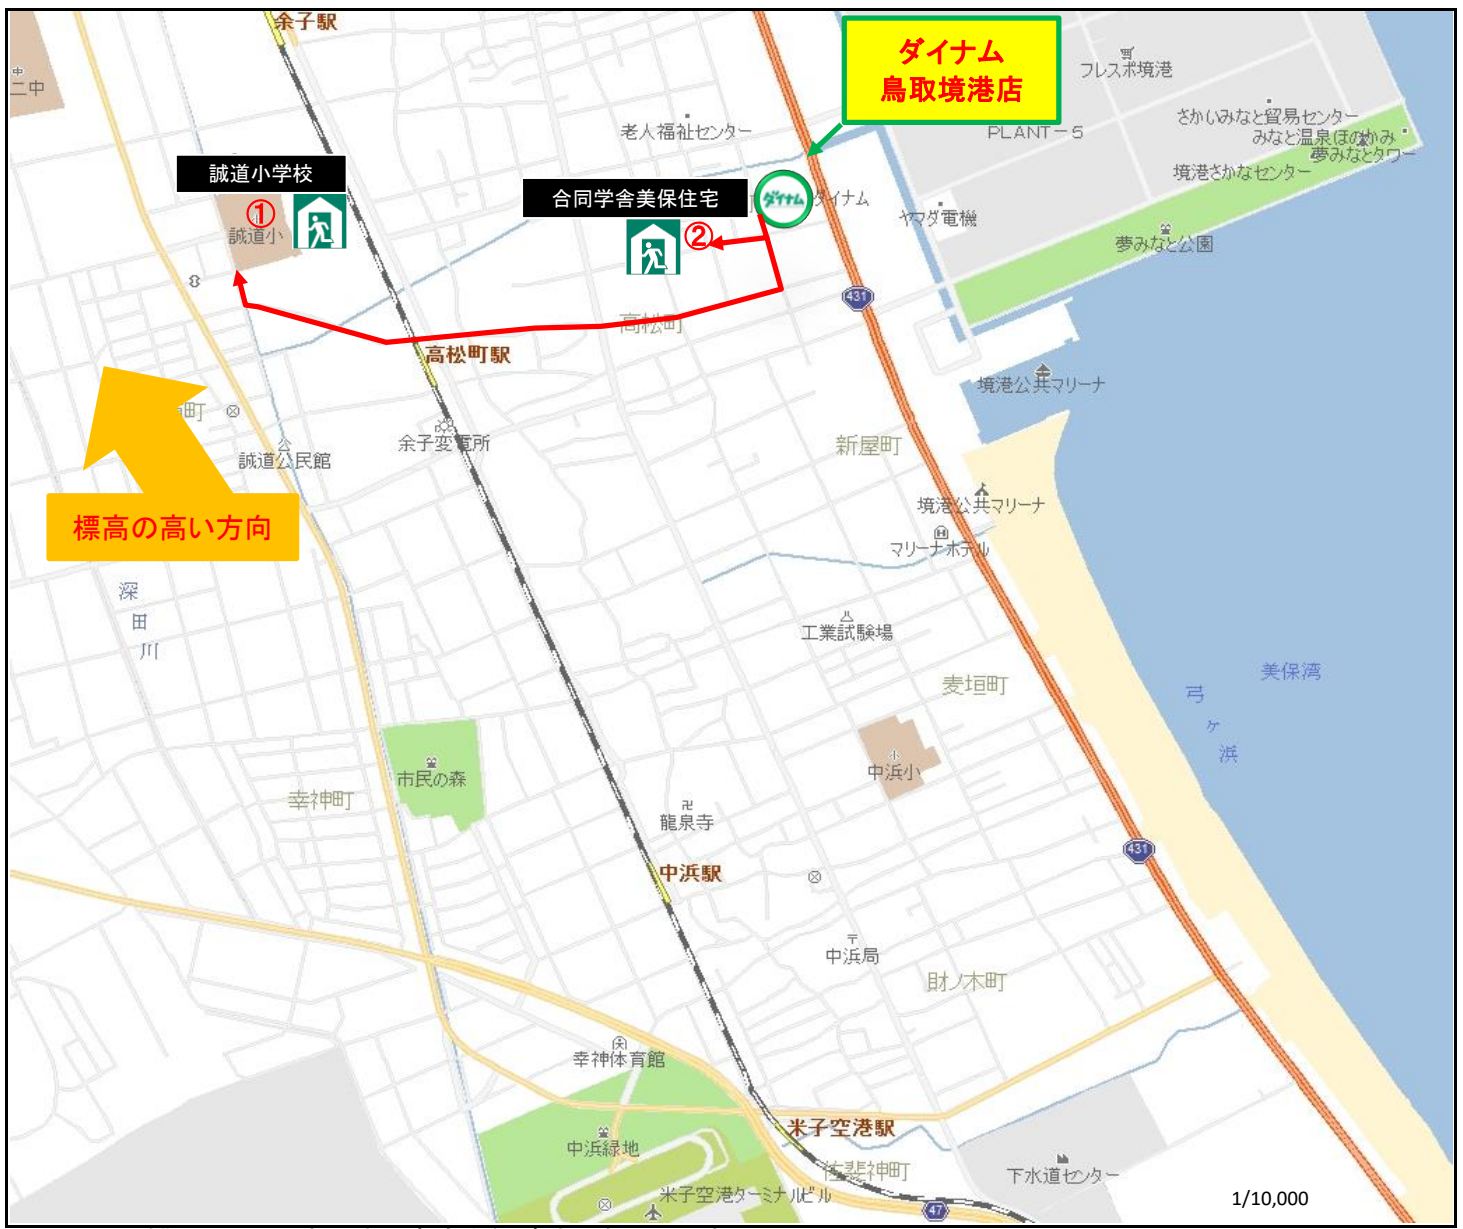 余子駅
ダイナム
鳥取境港店
フレスポ境港
中
二中
さかいみなと貿易センター
老人福祉センター
PLANT-5
みなと温泉ほのかみ
夢みなとタワー
誠道小学校
境港さかなセンター
合同学舎美保住宅
ダイナム
ダイナム
①
ヤマダ電機
誠道小
②
夢みなと公園
431
高松町
高松町駅
境港公共マリーナ
町
余子変電所
新屋町
誠道公民館
境港公共マリーナ
標高の高い方向
H
マリーナホテル
深田川
工業試験場
美保湾
麦垣町
弓ヶ浜
小
中浜小
市民の森
幸神町
卍
龍泉寺
431
中浜駅
〒
中浜局
財ノ木町
幸神体育館
米子空港駅
中浜緑地
佐斐神町
下水道センター
米子空港ターミナルビル
1/10,000
47